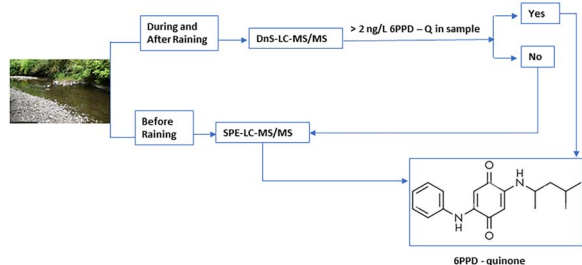 During and
After Raining
DnS-LC-MS/MS
> 2 ng/L 6PPD – Q in sample
Yes
No
Before
Raining
SPE-LC-MS/MS
O
H
N
N
H
O
6PPD - quinone